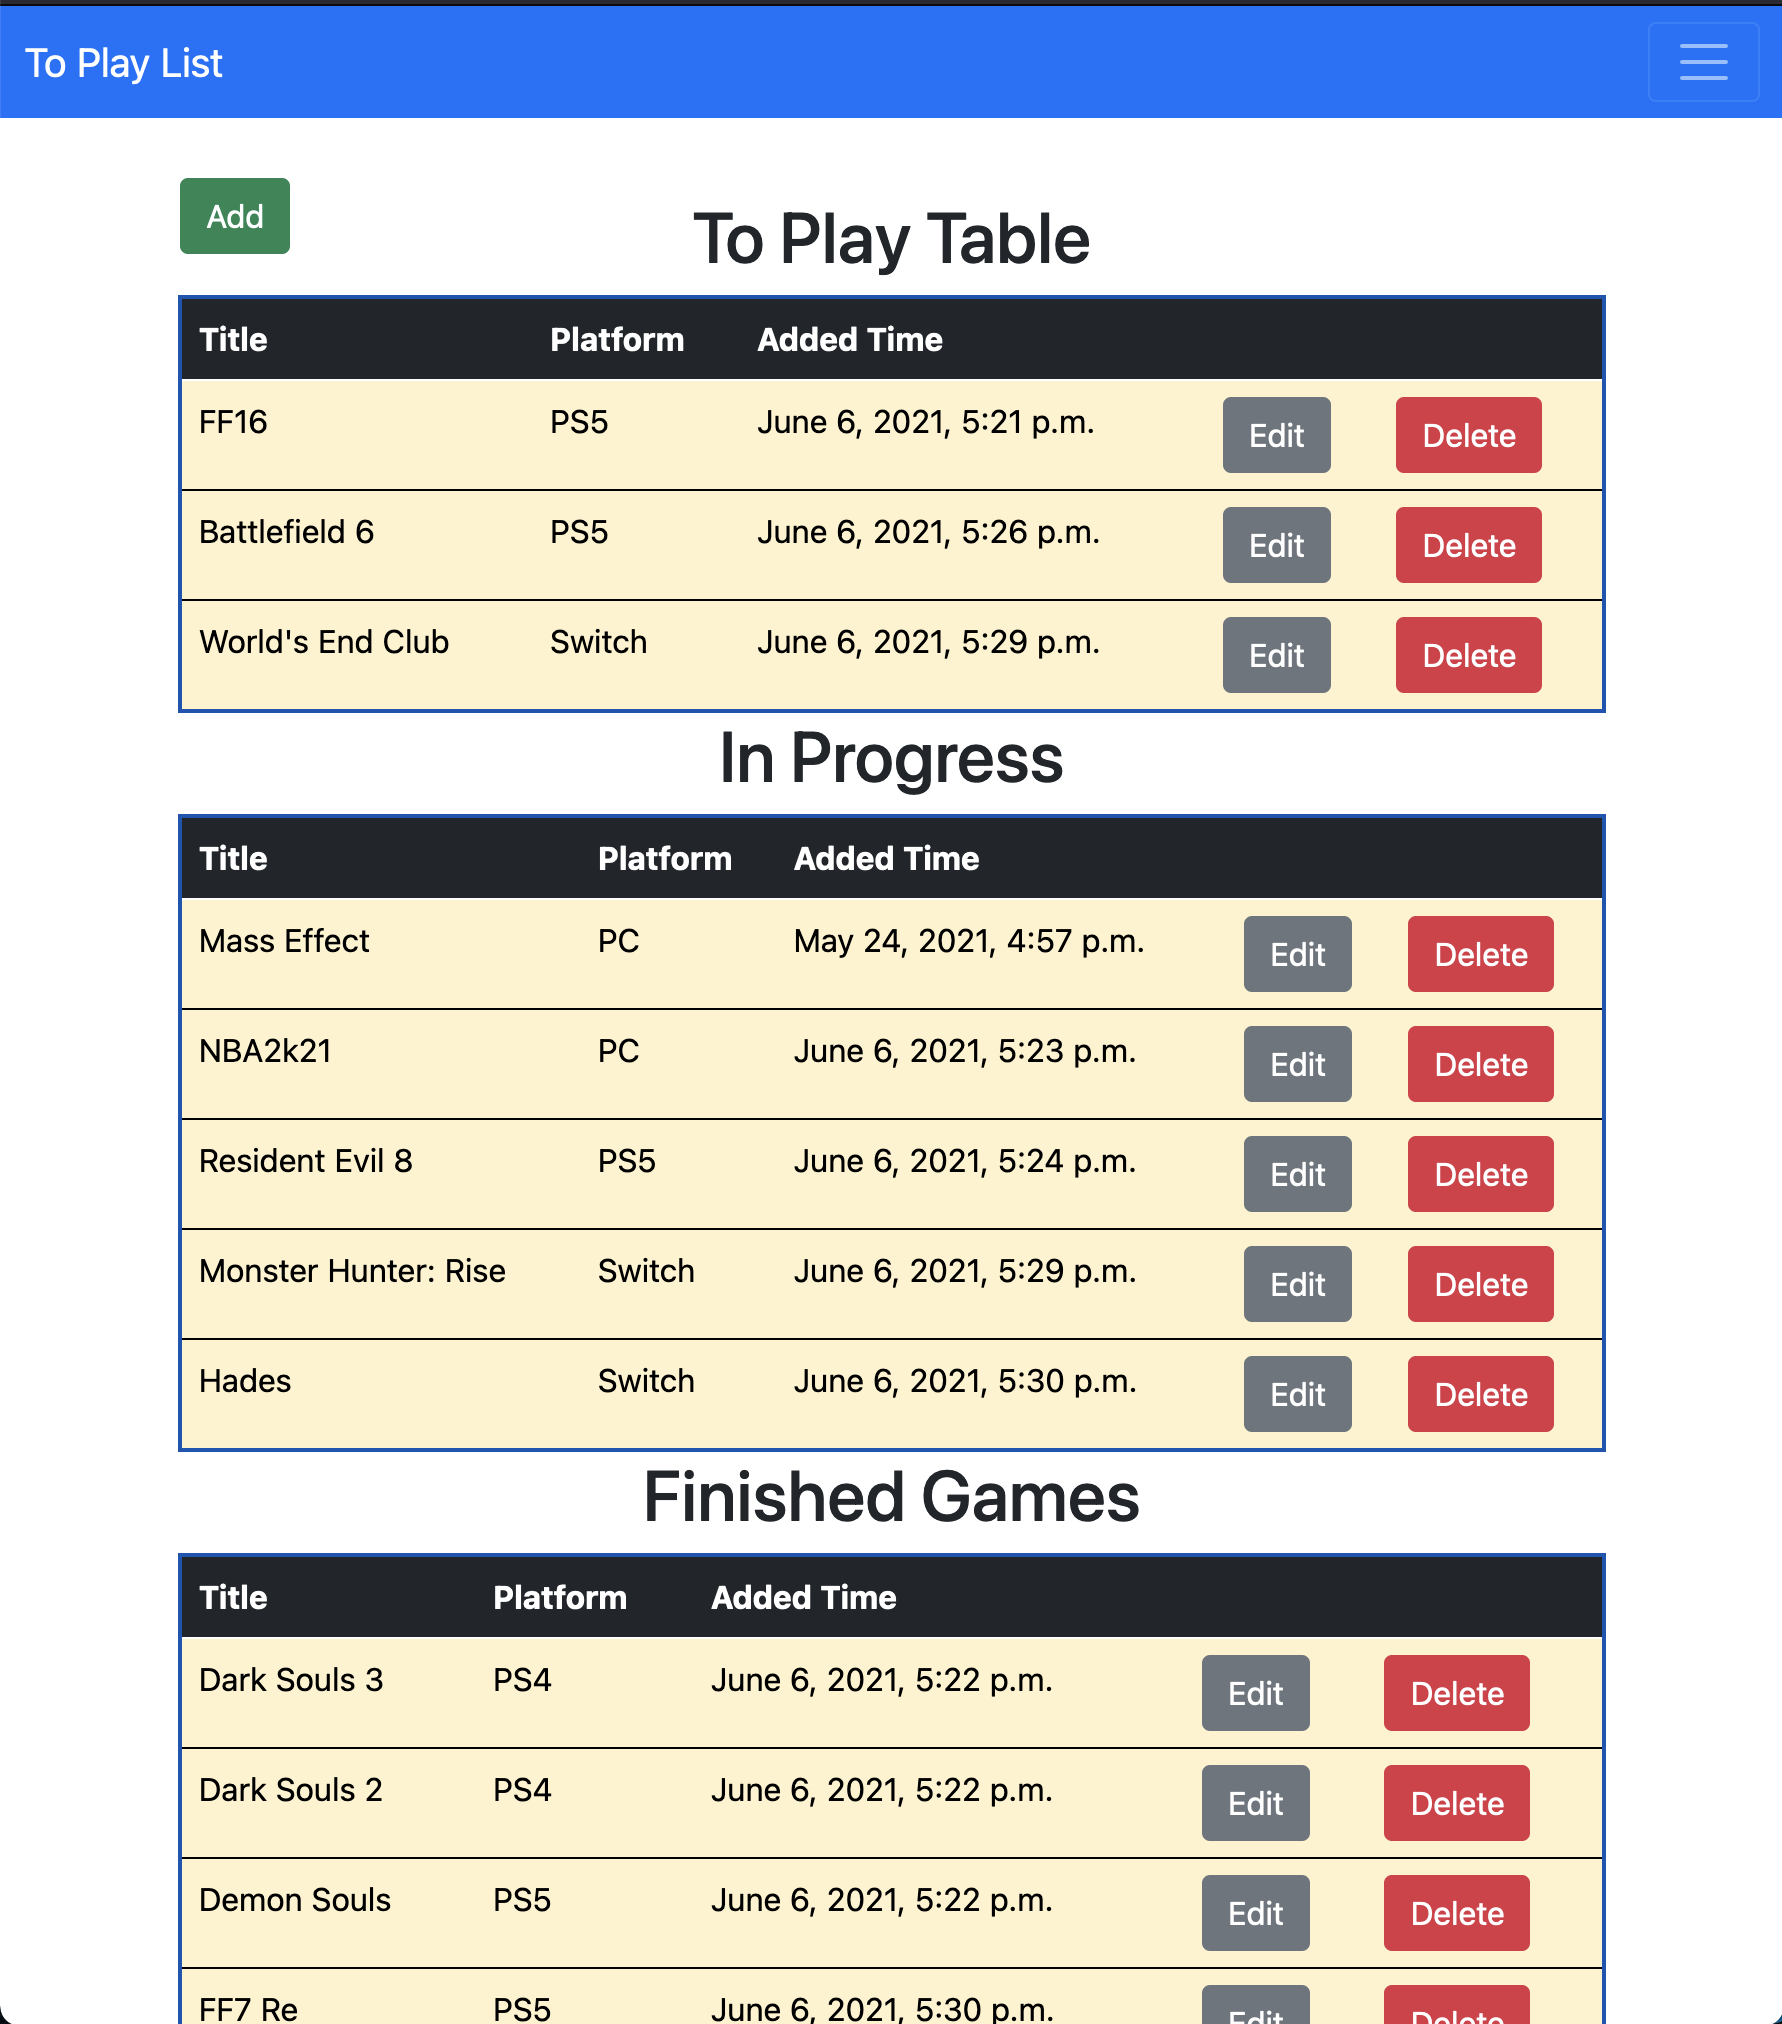 To Play List
Add
To Play Table
Title Platform Added Time
FF16 PS5 June 6, 2021, 5:21 p.m. Edit Delete
Battlefield 6 PS5 June 6, 2021, 5:26 p.m. Edit Delete
World's End Club Switch June 6, 2021, 5:29 p.m. Edit Delete
In Progress
Title Platform Added Time
Mass Effect PC May 24, 2021, 4:57 p.m. Edit Delete
NBA2k21 PC June 6, 2021, 5:23 p.m. Edit Delete
Resident Evil 8 PS5 June 6, 2021, 5:24 p.m. Edit Delete
Monster Hunter: Rise Switch June 6, 2021, 5:29 p.m. Edit Delete
Hades Switch June 6, 2021, 5:30 p.m. Edit Delete
Finished Games
Title Platform Added Time
Dark Souls 3 PS4 June 6, 2021, 5:22 p.m. Edit Delete
Dark Souls 2 PS4 June 6, 2021, 5:22 p.m. Edit Delete
Demon Souls PS5 June 6, 2021, 5:22 p.m. Edit Delete
FF7 Re PS5 June 6, 2021, 5:30 p.m. Edit Delete